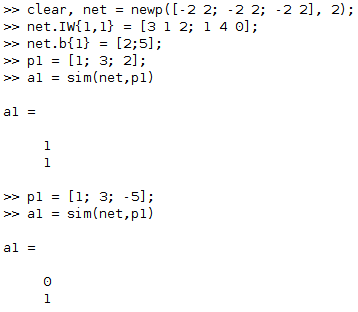 >> clear, net = newp([-2 2; -2 2; -2 2], 2);
>> net.IW{1,1} = [3 1 2; 1 4 0];
>> net.b{1} = [2;5];
>> p1 = [1; 3; 2];
>> a1 = sim(net,p1)
a1 =
1
1
>> p1 = [1; 3; -5];
>> a1 = sim(net,p1)
a1 =
0
1